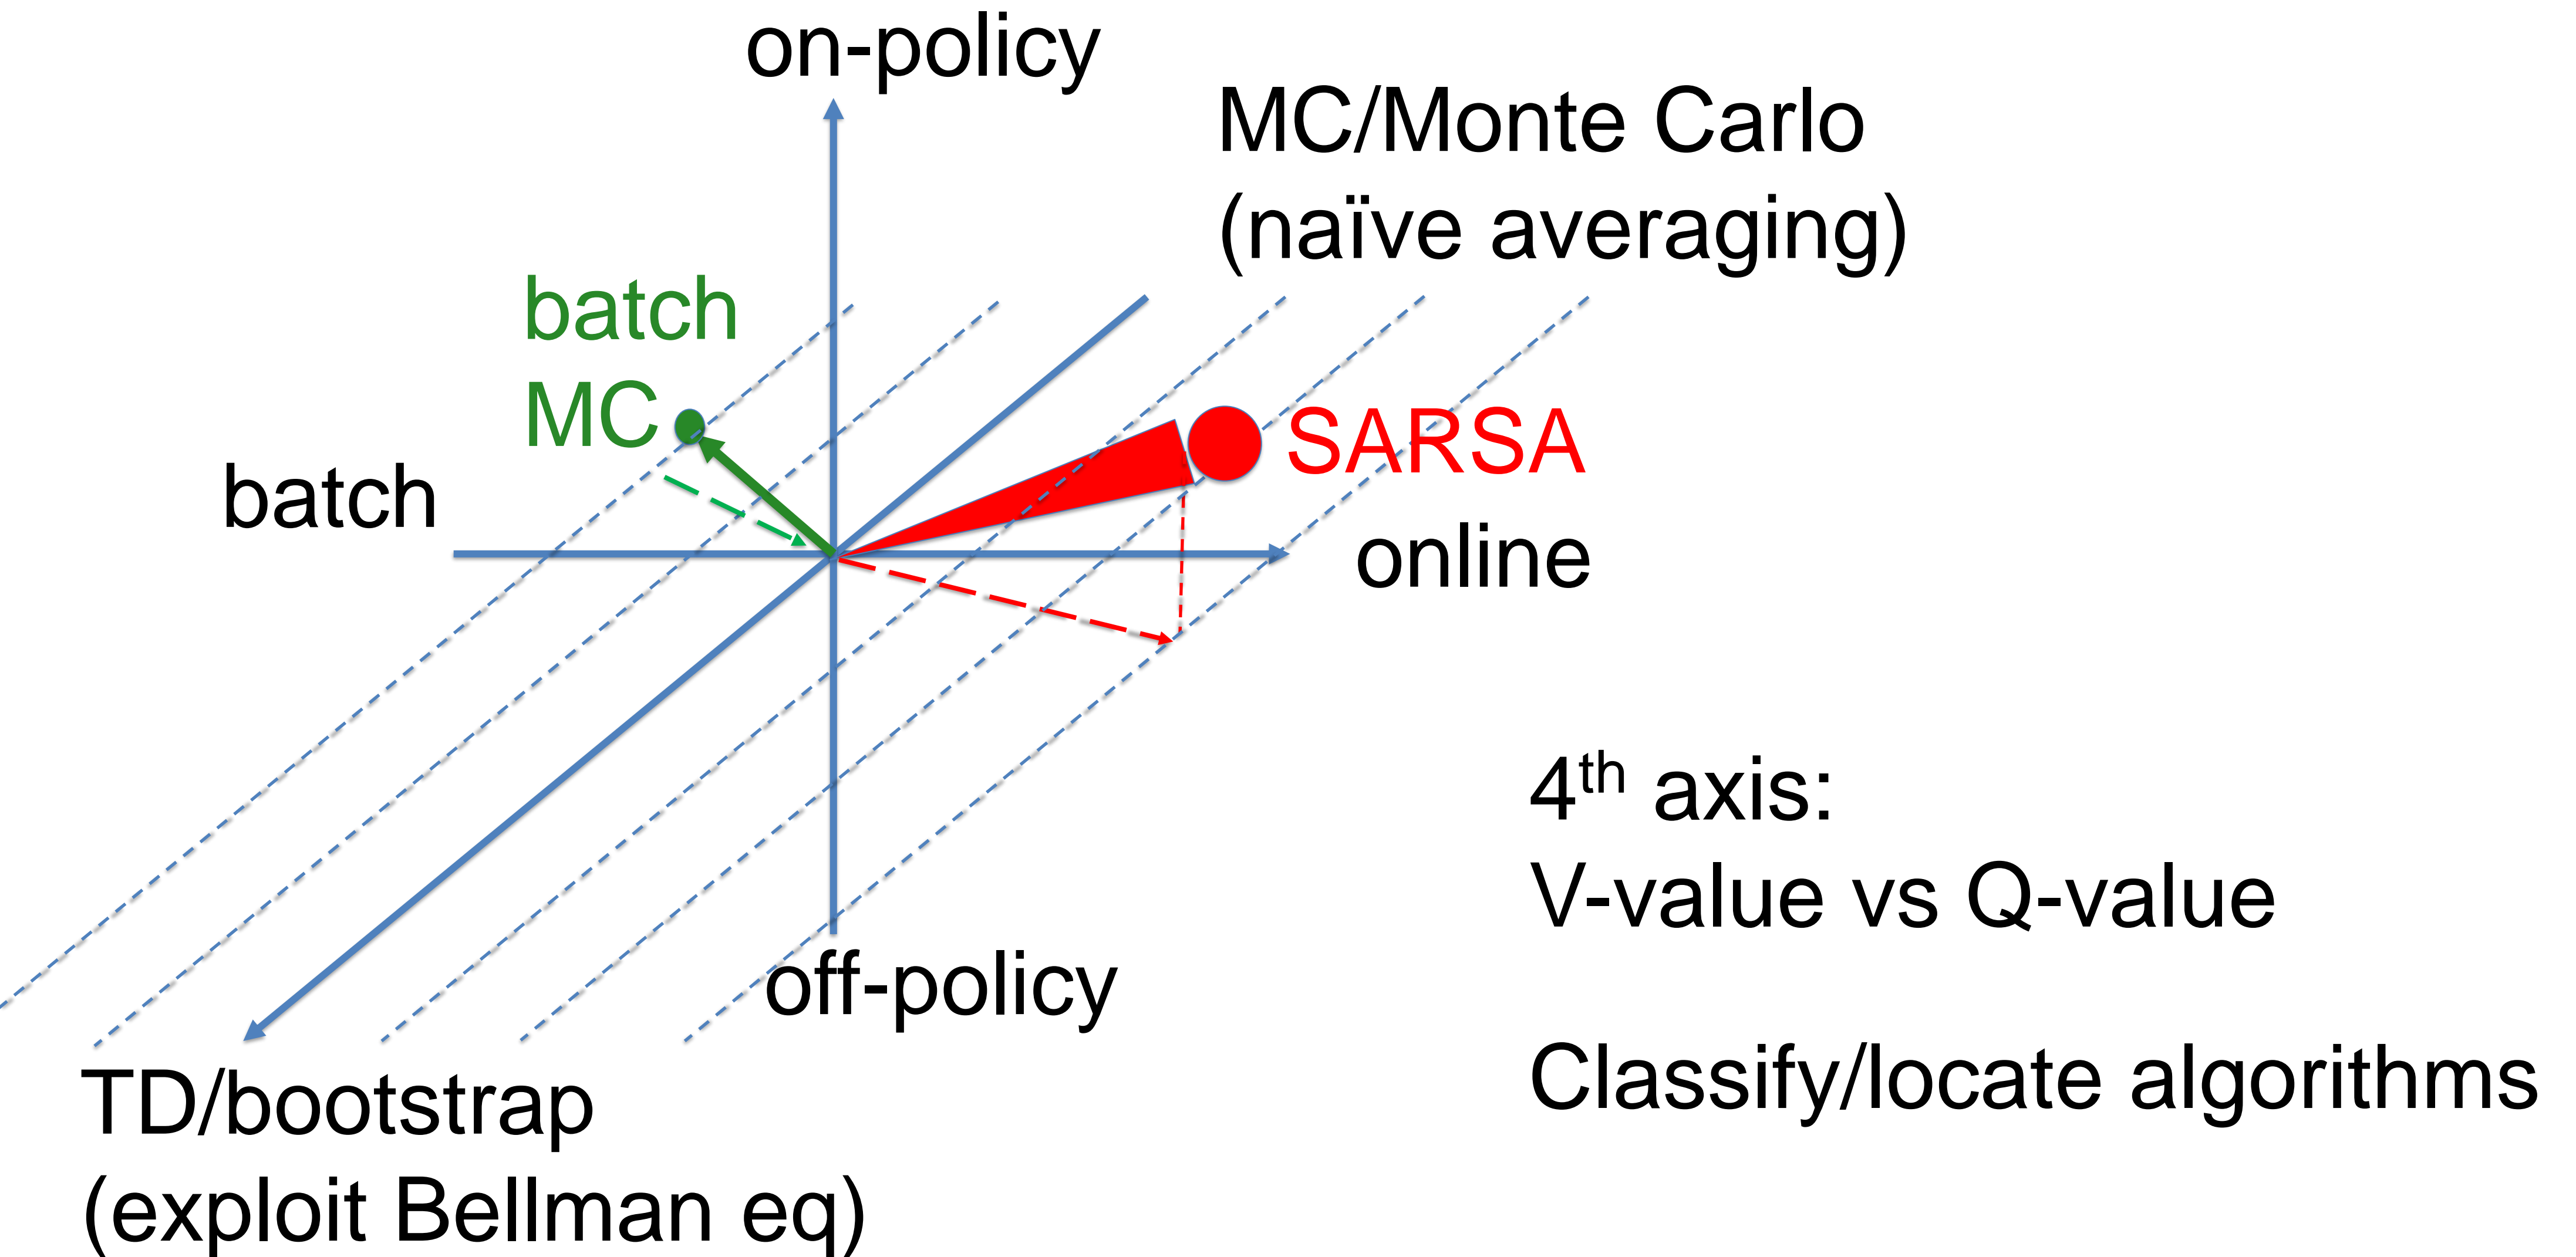 on-policy
MC/Monte Carlo
(naïve averaging)
batch
MC
SARSA
batch
online
4th axis:
V-value vs Q-value
off-policy
Classify/locate algorithms
TD/bootstrap
(exploit Bellman eq)